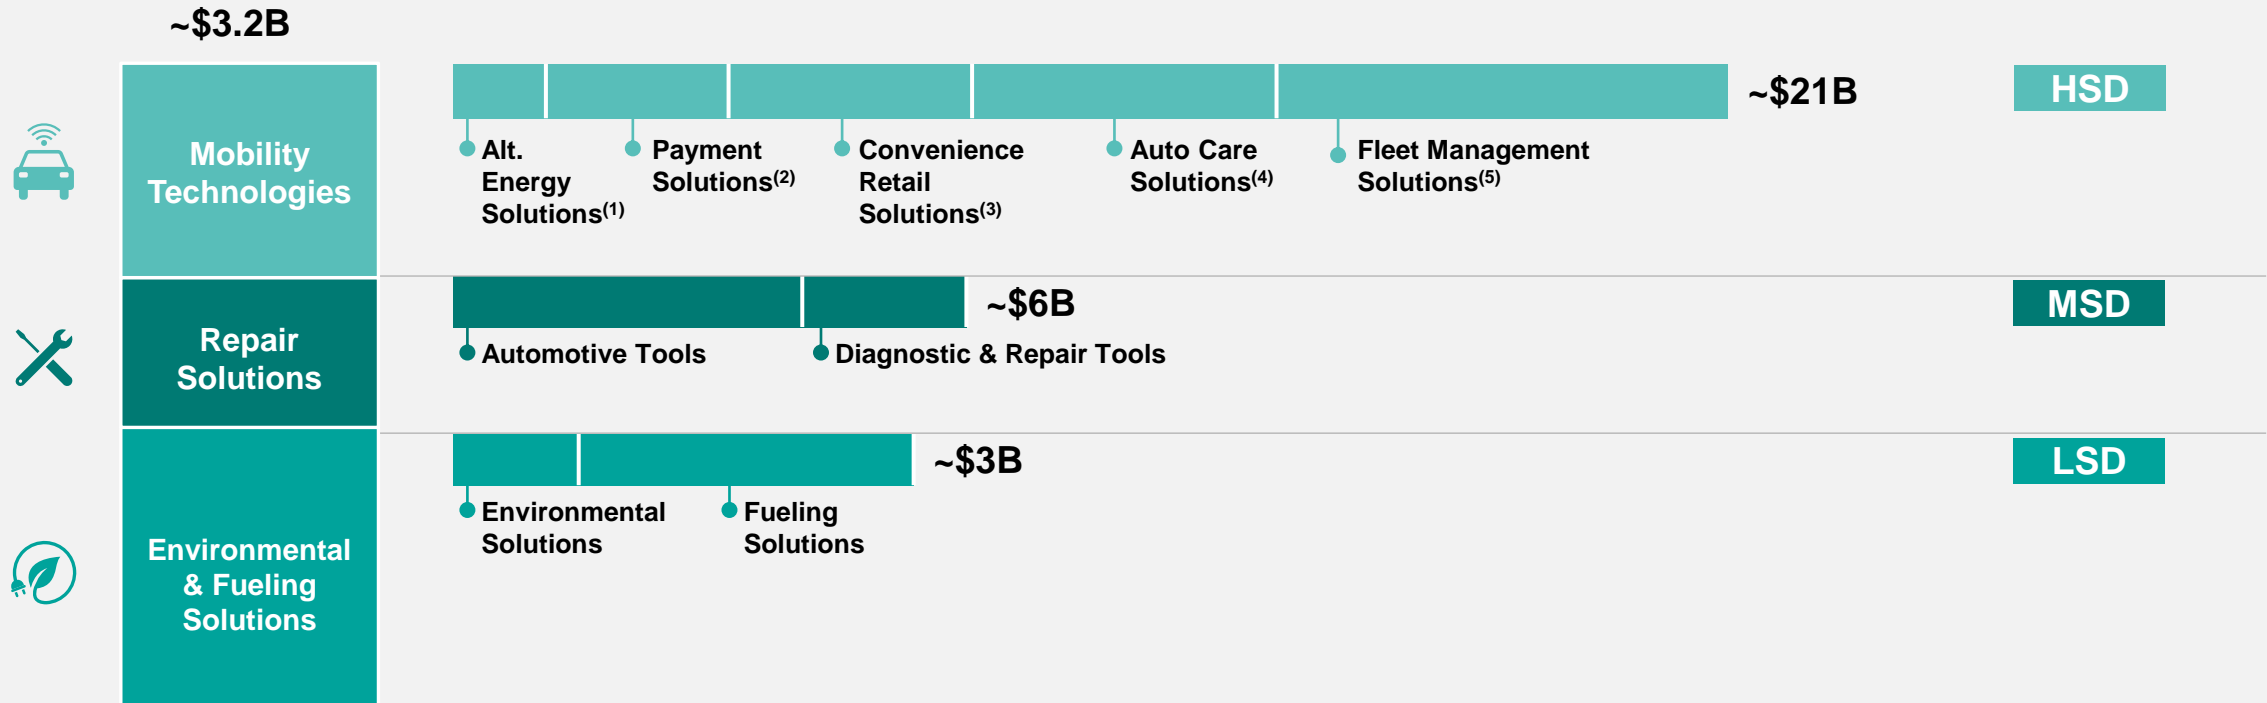 ~$3.2B
Mobility
Technologies
~$21B
HSD
Alt.
Energy
Solutions(1)
Payment
Solutions(2)
Convenience
Retail
Solutions(3)
Auto Care
Solutions(4)
Fleet Management
Solutions(5)
Repair
Solutions
~$6B
MSD
Automotive Tools
Diagnostic & Repair Tools
Environmental
& Fueling
Solutions
~$3B
LSD
Environmental
Solutions
Fueling
Solutions